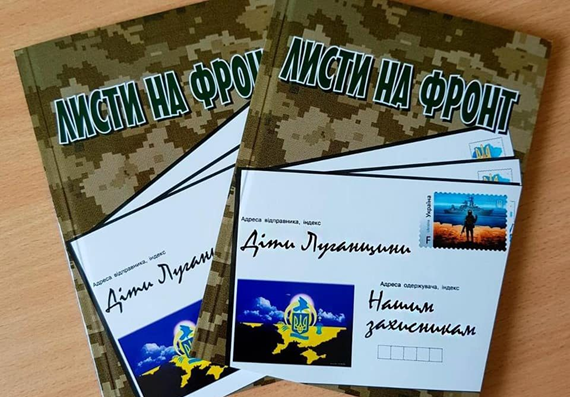 ЛИСТИ НА ФРОНТ
Адреса відправника, індекс
Діти Луганщи
ЛИСТИ НА ФРОНТ
Україна
F
Адреса відправника, індекс
Діти Луганщини
Адреса одержувача, індекс
Нашим
захисникам